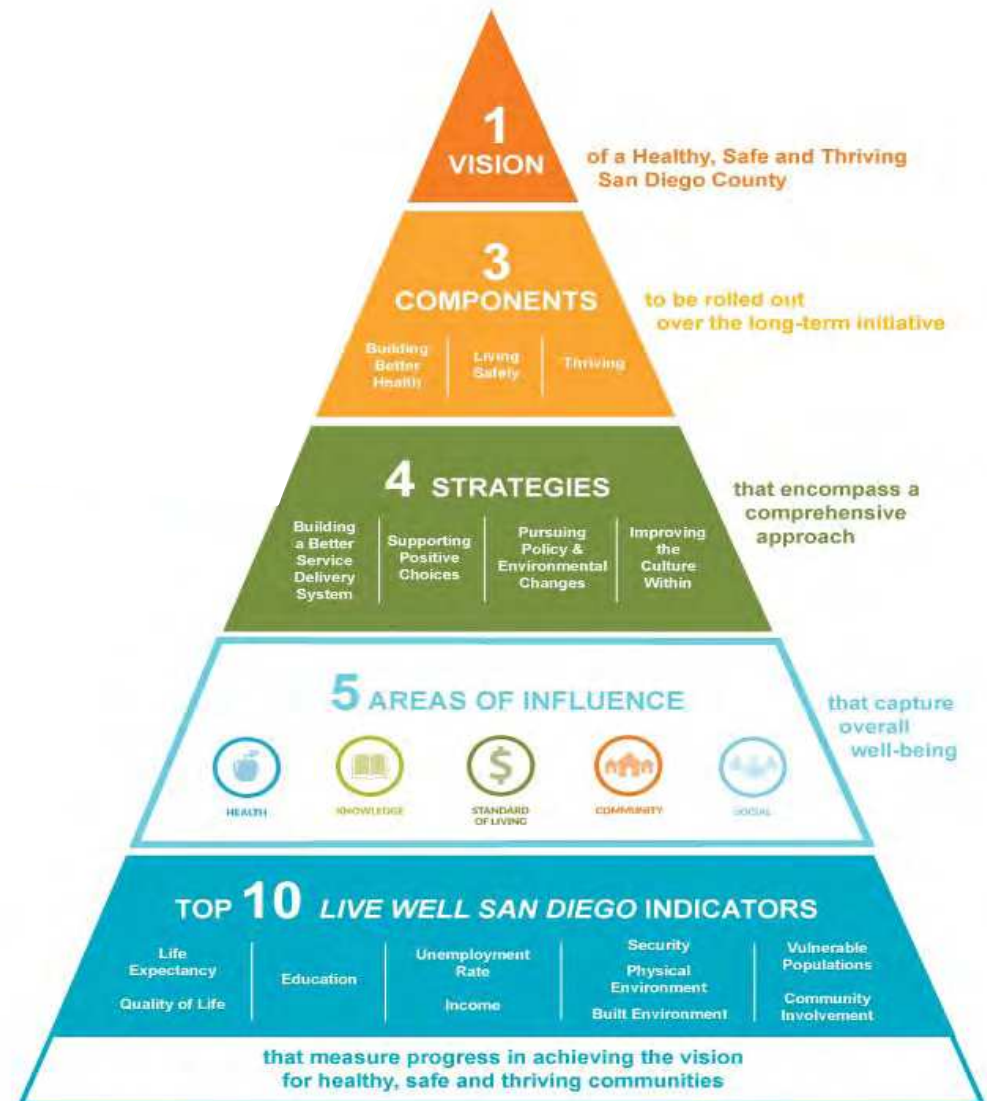 1
VISION
of a Healthy, Safe and Thriving
San Diego County
3
COMPONENTS
to be rolled out
over the long-term initiative
Building
Better
Health
Living
Safely
Thriving
4 STRATEGIES
that encompass a
comprehensive
approach
Building
a Better
Service
Delivery
System
Supporting
Positive
Choices
Pursuing
Policy &
Environmental
Changes
Improving
the
Culture
Within
5 AREAS OF INFLUENCE
that capture
overall
well-being
$
HEALTH
KNOWLEDGE
STANDARD
OF LIVING
COMMUNITY
SOCIAL
TOP 10 LIVE WELL SAN DIEGO INDICATORS
Life
Expectancy
Quality of Life
Education
Unemployment
Rate
Income
Security
Physical
Environment
Built Environment
Vulnerable
Populations
Community
Involvement
that measure progress in achieving the vision
for healthy, safe and thriving communities